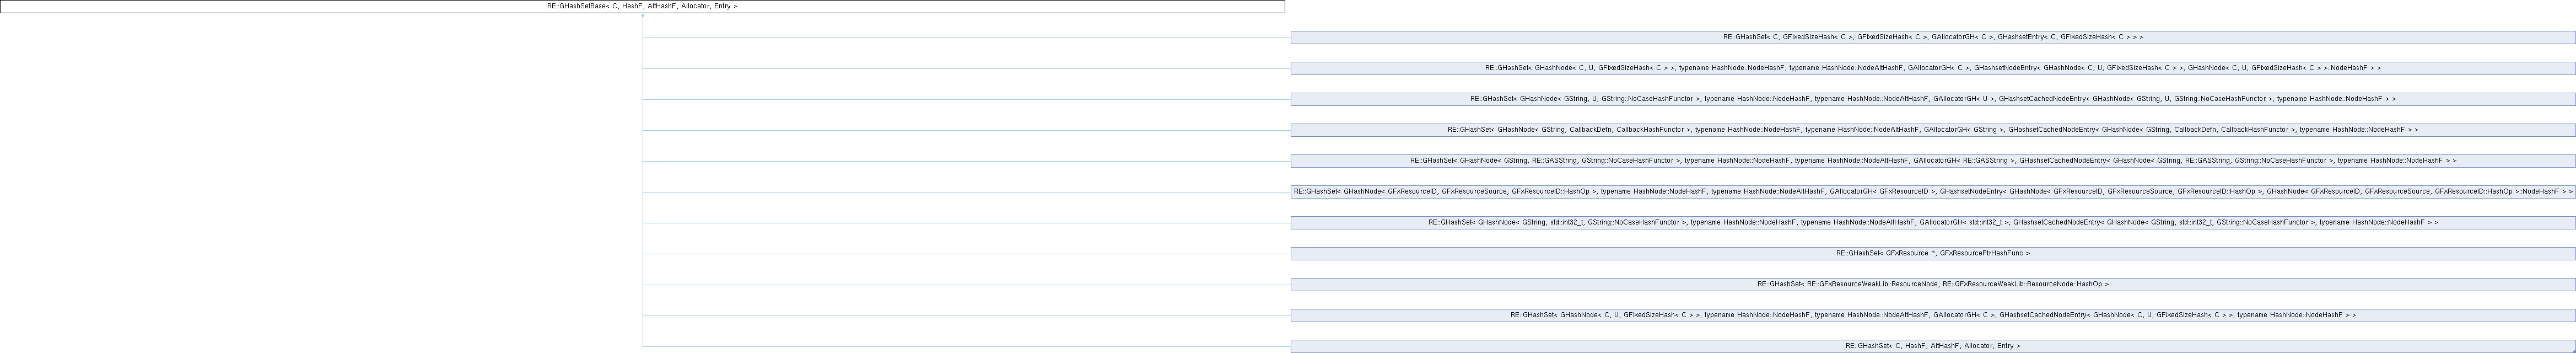 RE::GHashSetBase< C, HashF, AltHashF, Allocator, Entry >
RE::GHashSet< C, GFixedSizeHash< C >, GFixedSizeHash< C >, GAllocatorGH< C >, GHashsetEntry< C, GFixedSizeHash< C > > >
RE::GHashSet< GHashNode< C, U, GFixedSizeHash< C > >, typename HashNode::NodeHashF, typename HashNode::NodeAltHashF, GAllocatorGH< C >, GHashsetNodeEntry< GHashNode< C, U, GFixedSizeHash< C > >, GHashNode< C, U, GFixedSizeHash< C > >::NodeHashF > >
RE::GHashSet< GHashNode< GString, U, GString::NoCaseHashFunctor >, typename HashNode::NodeHashF, typename HashNode::NodeAltHashF, GAllocatorGH< U >, GHashsetCachedNodeEntry< GHashNode< GString, U, GString::NoCaseHashFunctor >, typename HashNode::NodeHashF > >
RE::GHashSet< GHashNode< GString, CallbackDefn, CallbackHashFunctor >, typename HashNode::NodeHashF, typename HashNode::NodeAltHashF, GAllocatorGH< GString >, GHashsetCachedNodeEntry< GHashNode< GString, CallbackDefn, CallbackHashFunctor >, typename HashNode::NodeHashF > >
RE::GHashSet< GHashNode< GString, RE::GASString, GString::NoCaseHashFunctor >, typename HashNode::NodeHashF, typename HashNode::NodeAltHashF, GAllocatorGH< RE::GASString >, GHashsetCachedNodeEntry< GHashNode< GString, RE::GASString, GString::NoCaseHashFunctor >, typename HashNode::NodeHashF > >
RE::GHashSet< GHashNode< GFxResourceID, GFxResourceSource, GFxResourceID::HashOp >, typename HashNode::NodeHashF, typename HashNode::NodeAltHashF, GAllocatorGH< GFxResourceID >, GHashsetNodeEntry< GHashNode< GFxResourceID, GFxResourceSource, GFxResourceID::HashOp >, GHashNode< GFxResourceID, GFxResourceSource, GFxResourceID::HashOp >::NodeHashF > >
RE::GHashSet< GHashNode< GString, std::int32_t, GString::NoCaseHashFunctor >, typename HashNode::NodeHashF, typename HashNode::NodeAltHashF, GAllocatorGH< std::int32_t >, GHashsetCachedNodeEntry< GHashNode< GString, std::int32_t, GString::NoCaseHashFunctor >, typename HashNode::NodeHashF > >
RE::GHashSet< GFxResource *, GFxResourcePtrHashFunc >
RE::GHashSet< RE::GFxResourceWeakLib::ResourceNode, RE::GFxResourceWeakLib::ResourceNode::HashOp >
RE::GHashSet< GHashNode< C, U, GFixedSizeHash< C > >, typename HashNode::NodeHashF, typename HashNode::NodeAltHashF, GAllocatorGH< C >, GHashsetCachedNodeEntry< GHashNode< C, U, GFixedSizeHash< C > >, typename HashNode::NodeHashF > >
RE::GHashSet< C, HashF, AltHashF, Allocator, Entry >